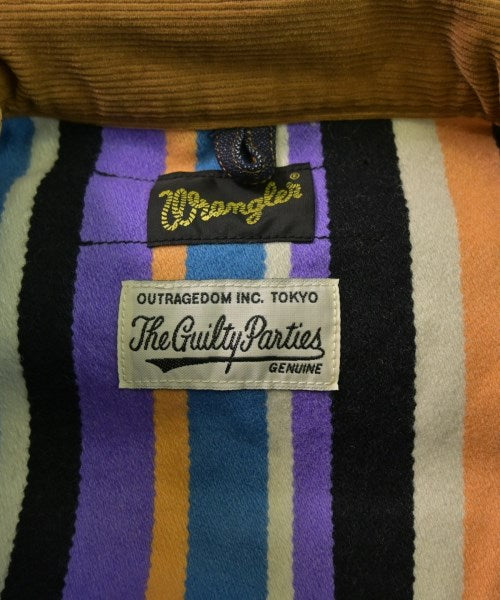 Wrangler®
OUTRAGEDOM INC. TOKYO
The Guilty Parties
GENUINE